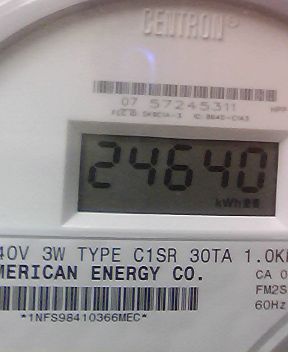 CENTRON®
07 57245311
24640
kWh
40V 3W TYPE C1SR 30TA 1.0K
MERICAN ENERGY CO.
CA 0
FM2S
60Hz
*1NFS98410366MEC*